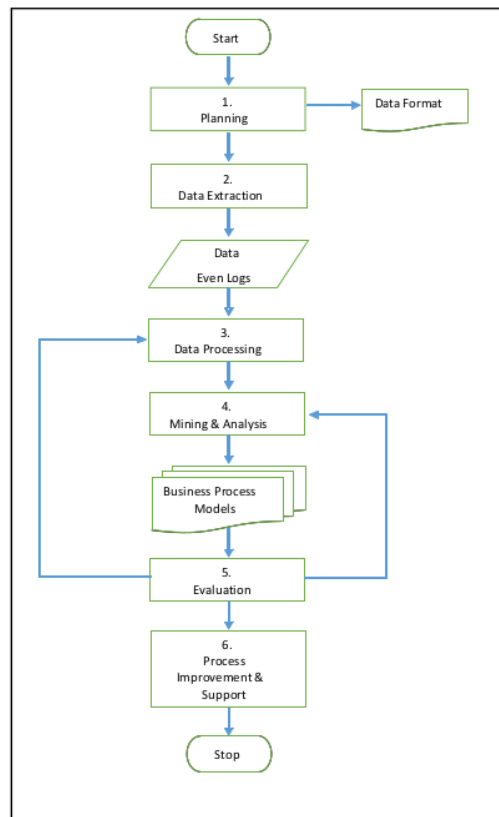 Start
1.
Planning
Data Format
2.
Data Extraction
Data
Even Logs
3.
Data Processing
4.
Mining & Analysis
Business Process
Models
5.
Evaluation
6.
Process
Improvement &
Support
Stop